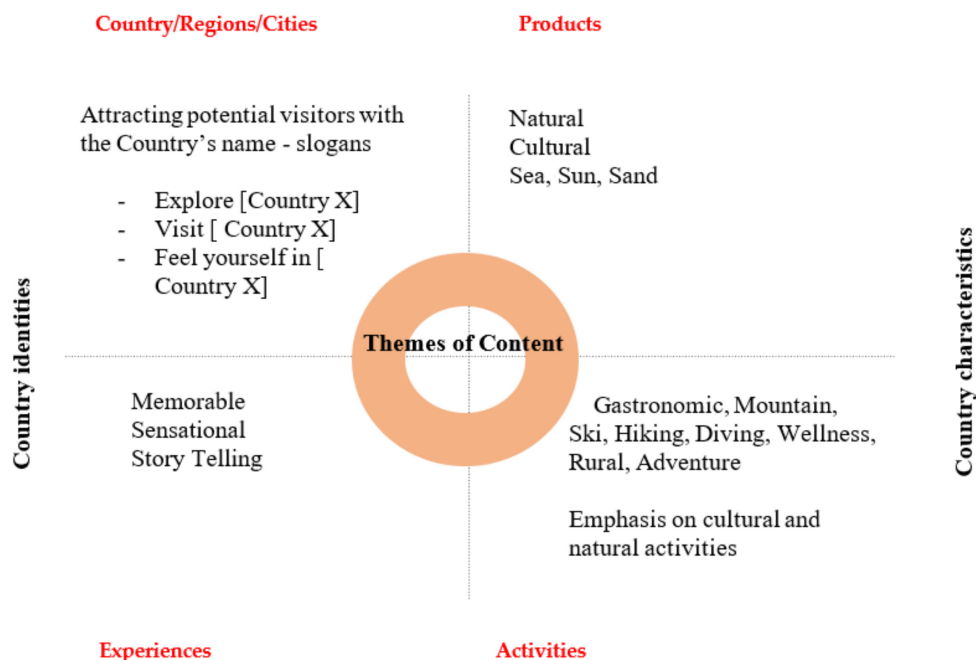 Country/Regions/Cities
Products
Attracting potential visitors with
the Country’s name - slogans
- Explore [Country X]
- Visit [ Country X]
- Feel yourself in [
Country X]
Natural
Cultural
Sea, Sun, Sand
Country identities
Themes of Content
Country characteristics
Memorable
Sensational
Story Telling
Gastronomic, Mountain,
Ski, Hiking, Diving, Wellness,
Rural, Adventure
Emphasis on cultural and
natural activities
Experiences
Activities